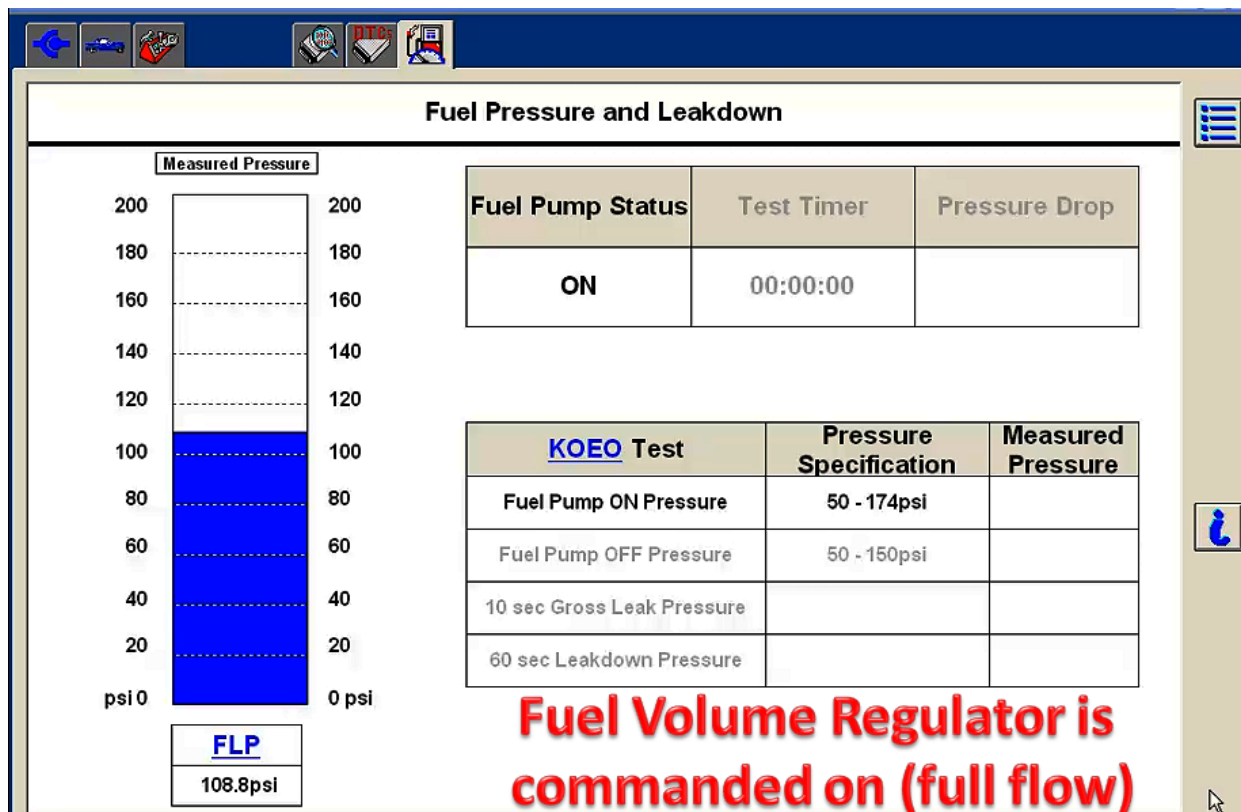 DTCs
Fuel Pressure and Leakdown
Measured Pressure
200 200
180 180
160 160
140 140
120 120
100 100
80 80
60 60
40 40
20 20
psi 0 0 psi
FLP
108.8psi
Fuel Pump Status Test Timer Pressure Drop
ON 00:00:00
KOEO Test Pressure Specification Measured Pressure
Fuel Pump ON Pressure 50 - 174psi
Fuel Pump OFF Pressure 50 - 150psi
10 sec Gross Leak Pressure
60 sec Leakdown Pressure
Fuel Volume Regulator is
commanded on (full flow)